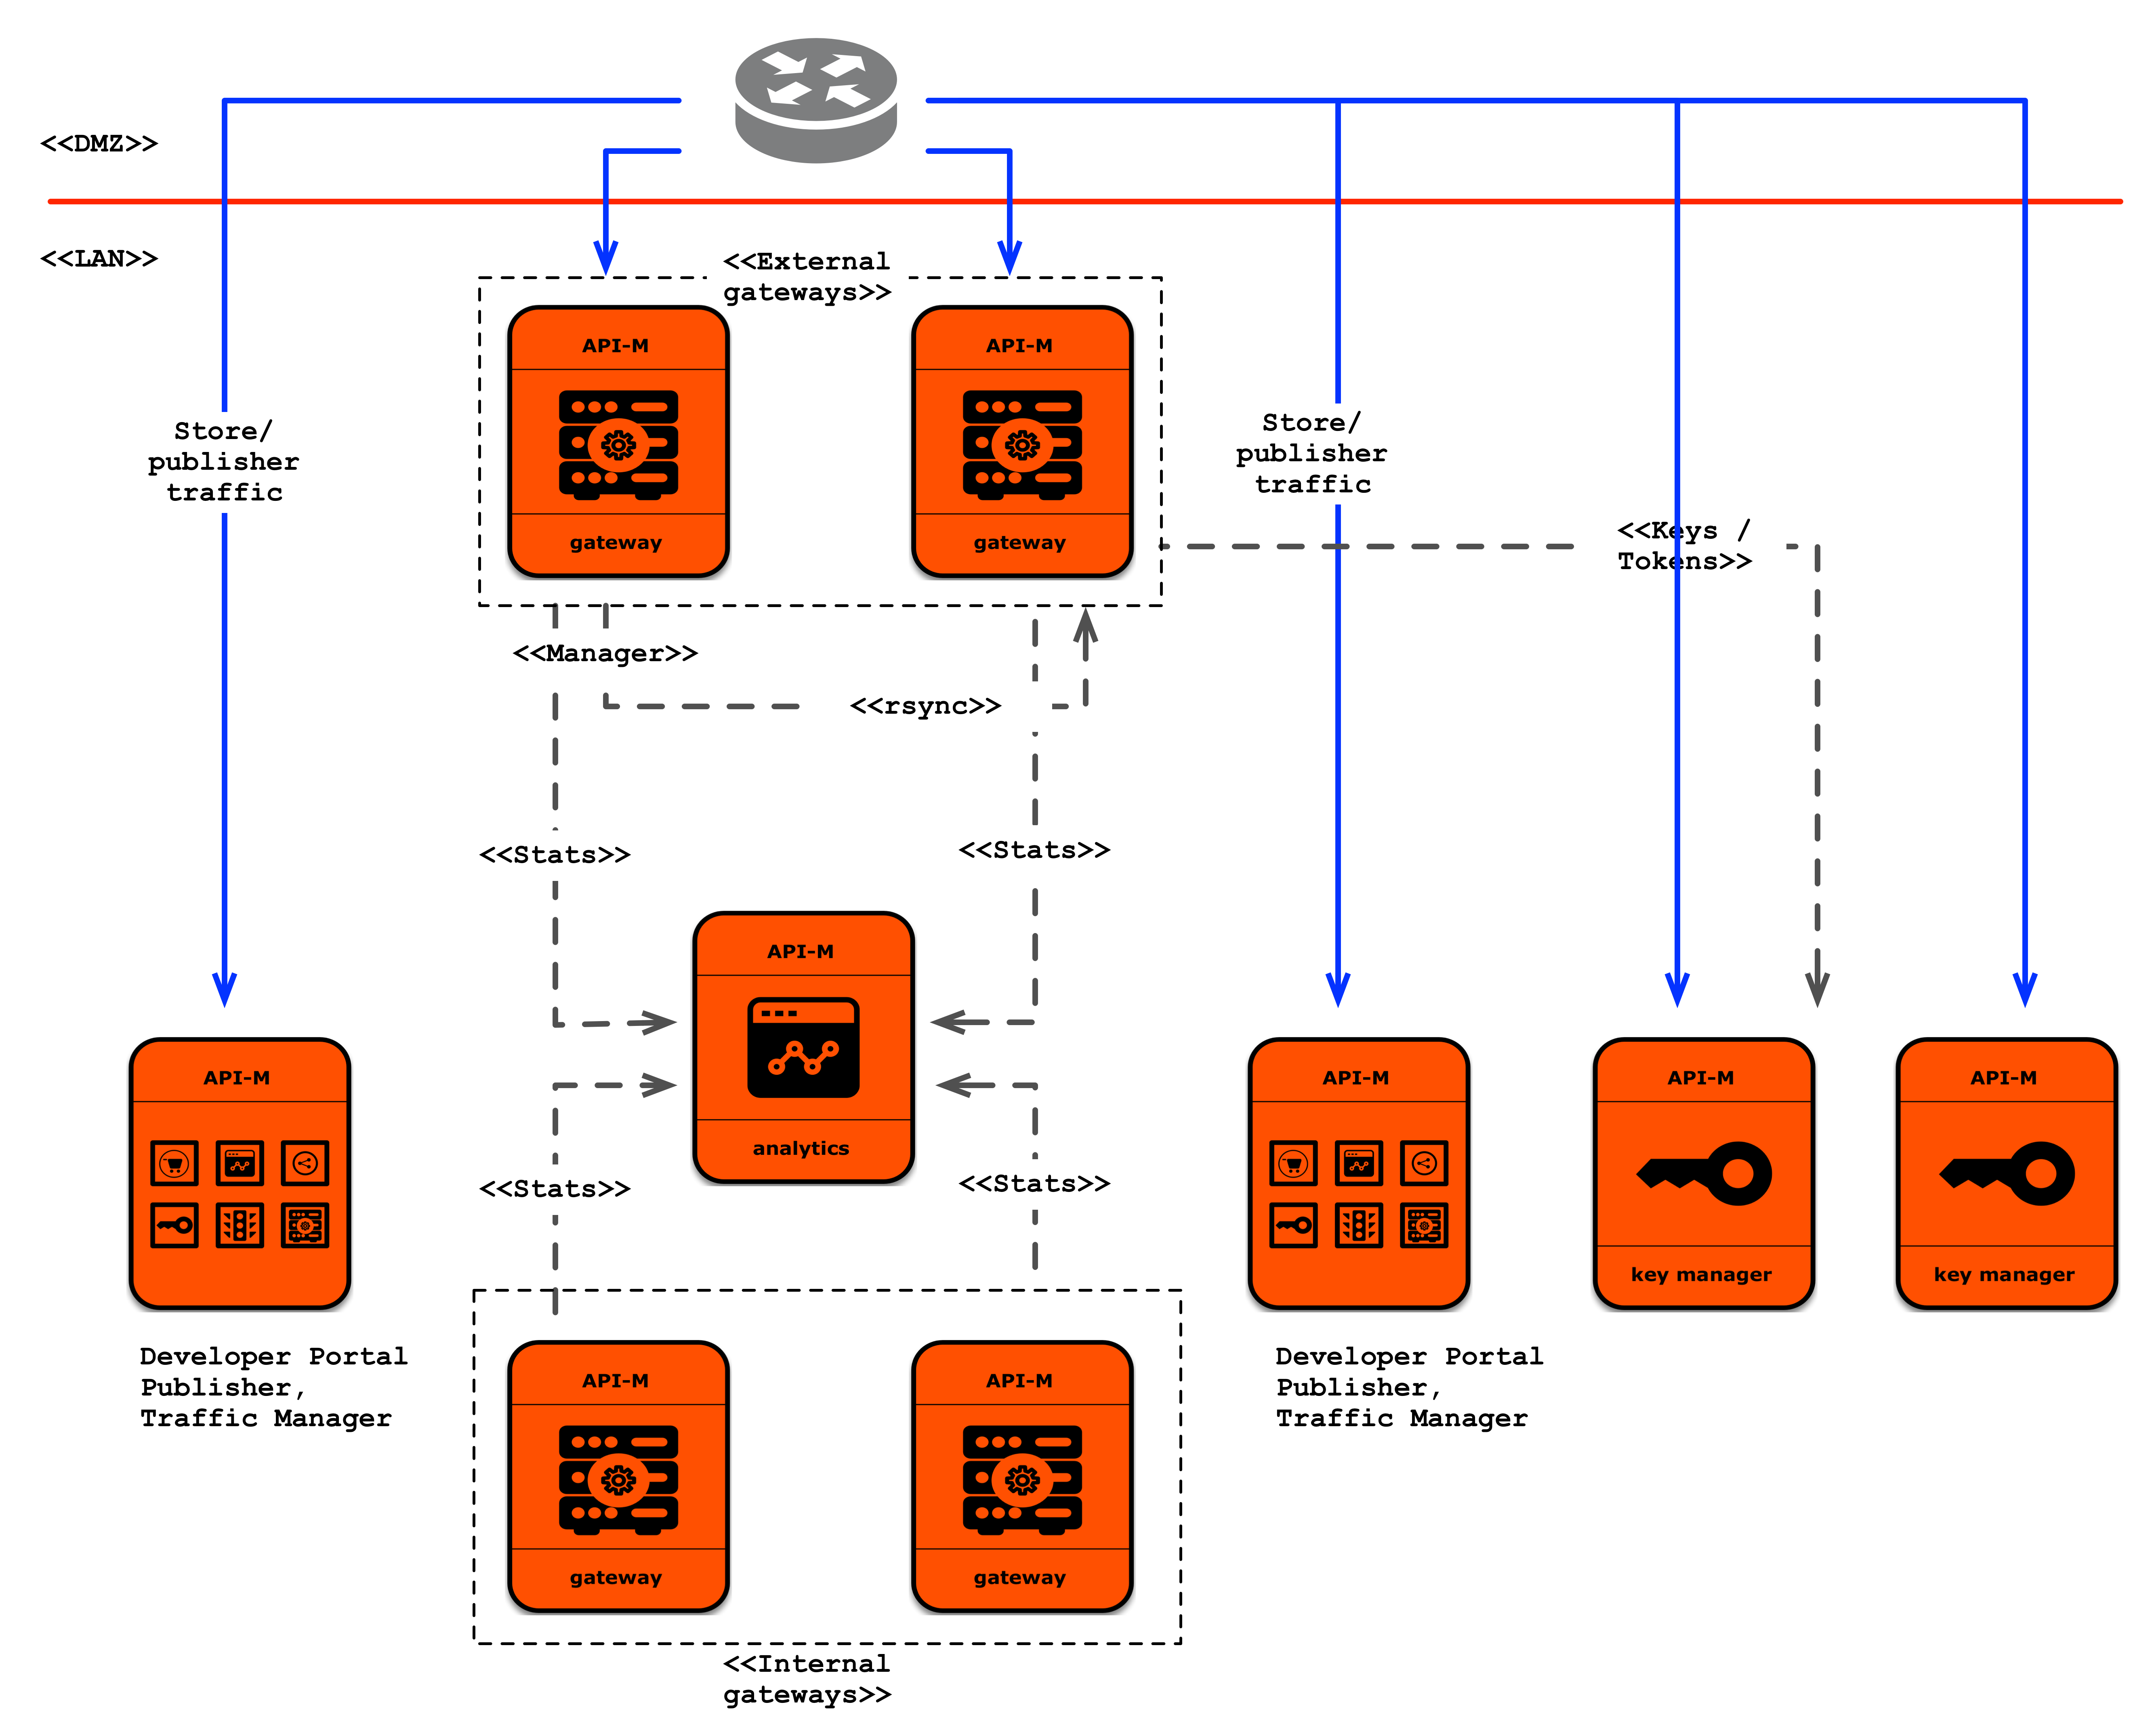 <<DMZ>>
<<LAN>>
<<External
gateways>>
API-M
gateway
API-M
gateway
Store/
publisher
traffic
Store/
publisher
traffic
<<Keys /
Tokens>>
<<Manager>>
<<rsync>>
<<Stats>>
<<Stats>>
API-M
analytics
<<Stats>>
<<Stats>>
API-M
Developer Portal
Publisher,
Traffic Manager
API-M
Developer Portal
Publisher,
Traffic Manager
API-M
key manager
API-M
key manager
API-M
gateway
API-M
gateway
<<Internal
gateways>>